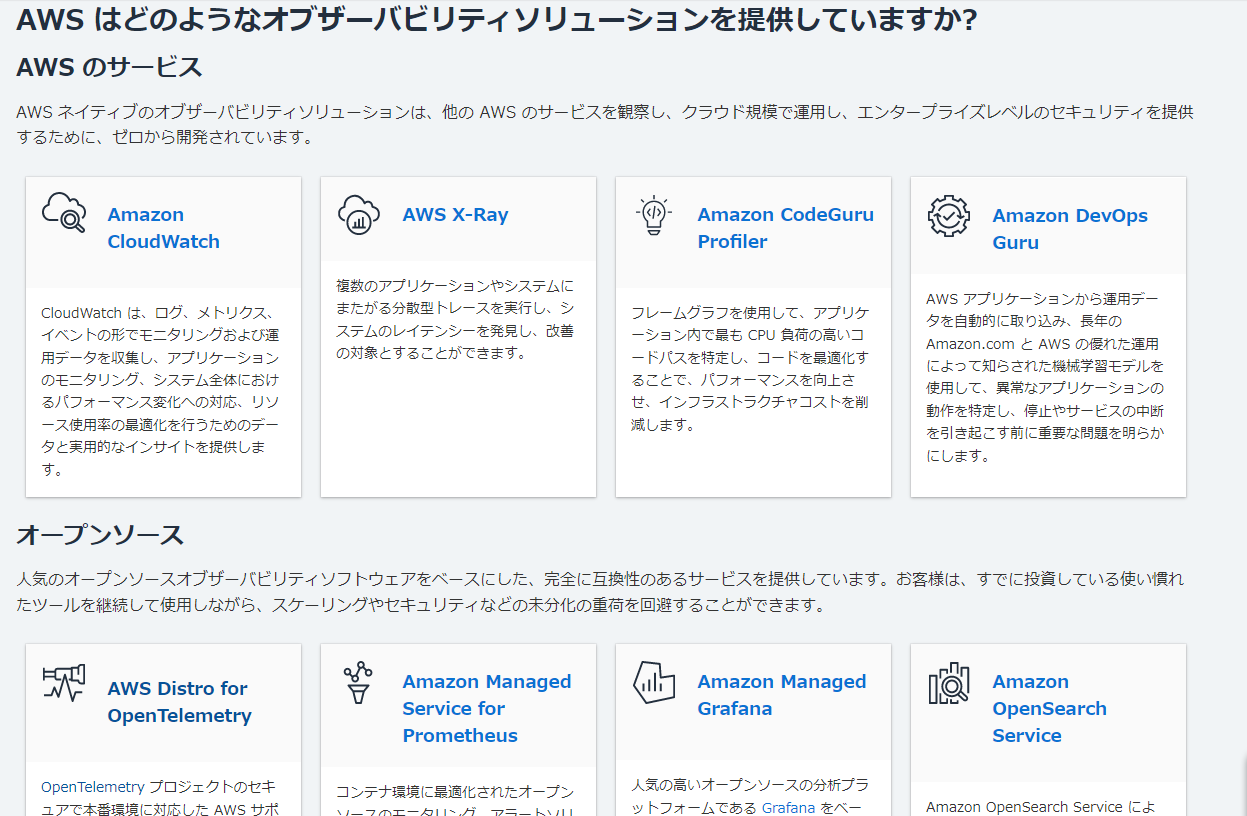 AWS はどのようなオブザーバビリティソリューションを提供していますか?
AWS のサービス
AWS ネイティブのオブザーバビリティソリューションは、他の AWS のサービスを観察し、クラウド規模で運用し、エンタープライズレベルのセキュリティを提供
するために、ゼロから開発されています。
Amazon
CloudWatch
CloudWatch は、ログ、メトリクス、
イベントの形でモニタリングおよび運
用データを収集し、アプリケーション
のモニタリング、システム全体におけ
るパフォーマンス変化への対応、リソ
ース使用率の最適化を行うためのデー
タと実用的なインサイトを提供しま
す。
AWS X-Ray
複数のアプリケーションやシステムに
またがる分散型トレースを実行し、シ
ステムのレイテンシーを発見し、改善
の対象とすることができます。
Amazon CodeGuru
Profiler
フレームグラフを使用して、アプリケ
ーション内で最も CPU 負荷の高いコ
ードパスを特定し、コードを最適化す
ることで、パフォーマンスを向上さ
せ、インフラストラクチャコストを削
減します。
Amazon DevOps
Guru
AWS アプリケーションから運用デー
タを自動的に取り込み、長年の
Amazon.com と AWS の優れた運用
によって知らされた機械学習モデルを
使用して、異常なアプリケーションの
動作を特定し、停止やサービスの中断
を引き起こす前に重要な問題を明らか
にします。
オープンソース
人気のオープンソースオブザーバビリティソフトウェアをベースにした、完全に互換性のあるサービスを提供しています。お客様は、すでに投資している使い慣れ
たツールを継続して使用しながら、スケーリングやセキュリティなどの未分化の重荷を回避することができます。
AWS Distro for
OpenTelemetry
OpenTelemetry プロジェクトのセキ
ュアで本番環境に対応した AWS サポ
Amazon Managed
Service for
Prometheus
コンテナ環境に最適化されたオープン
ソースのモニタリング、アラートソリ
Amazon Managed
Grafana
人気の高いオープンソースの分析プラ
ットフォームである Grafana をベー
Amazon
OpenSearch
Service
Amazon OpenSearch Service によ